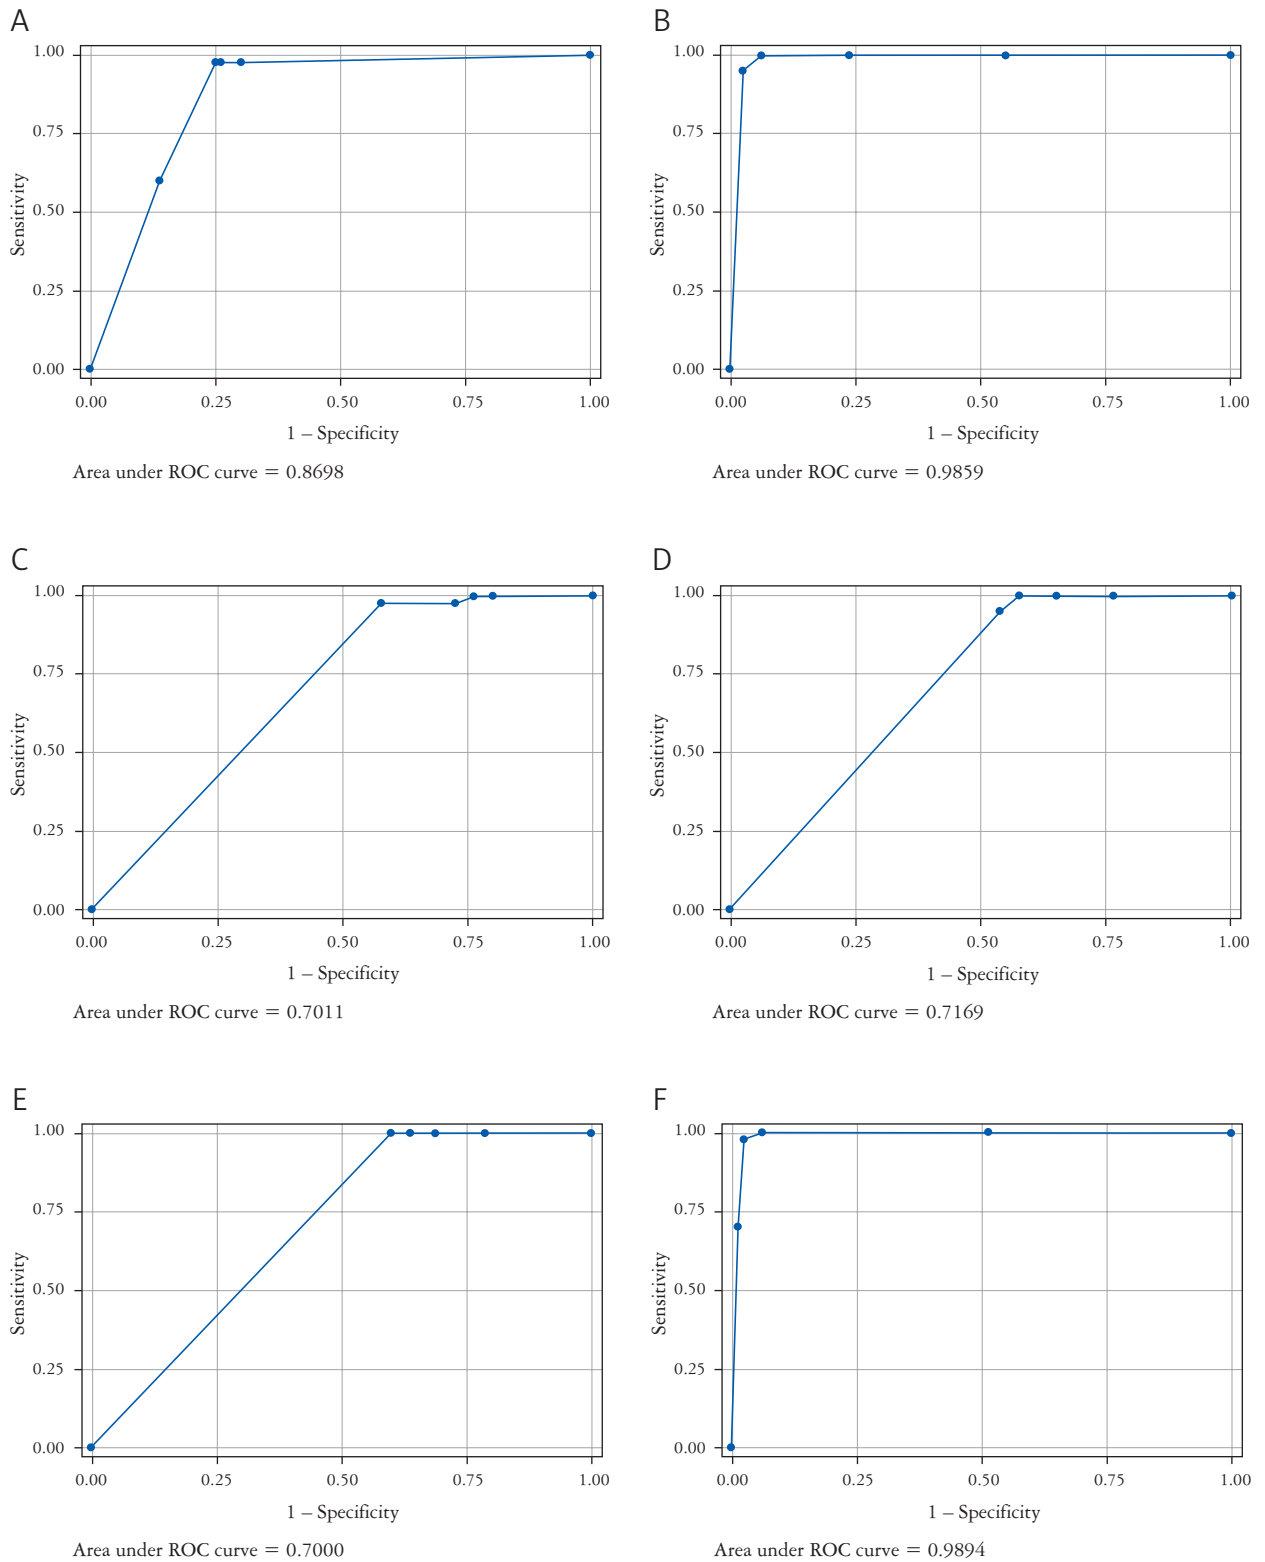 A
B
1.00
0.75
0.50
0.25
0.00
Sensitivity
0.00 0.25 0.50 0.75 1.00
1 – Specificity
Area under ROC curve = 0.8698
1.00
0.75
0.50
0.25
0.00
Sensitivity
0.00 0.25 0.50 0.75 1.00
1 – Specificity
Area under ROC curve = 0.9859
C
D
1.00
0.75
0.50
0.25
0.00
Sensitivity
0.00 0.25 0.50 0.75 1.00
1 – Specificity
Area under ROC curve = 0.7011
1.00
0.75
0.50
0.25
0.00
Sensitivity
0.00 0.25 0.50 0.75 1.00
1 – Specificity
Area under ROC curve = 0.7169
E
F
1.00
0.75
0.50
0.25
0.00
Sensitivity
0.00 0.25 0.50 0.75 1.00
1 – Specificity
Area under ROC curve = 0.7000
1.00
0.75
0.50
0.25
0.00
Sensitivity
0.00 0.25 0.50 0.75 1.00
1 – Specificity
Area under ROC curve = 0.9894